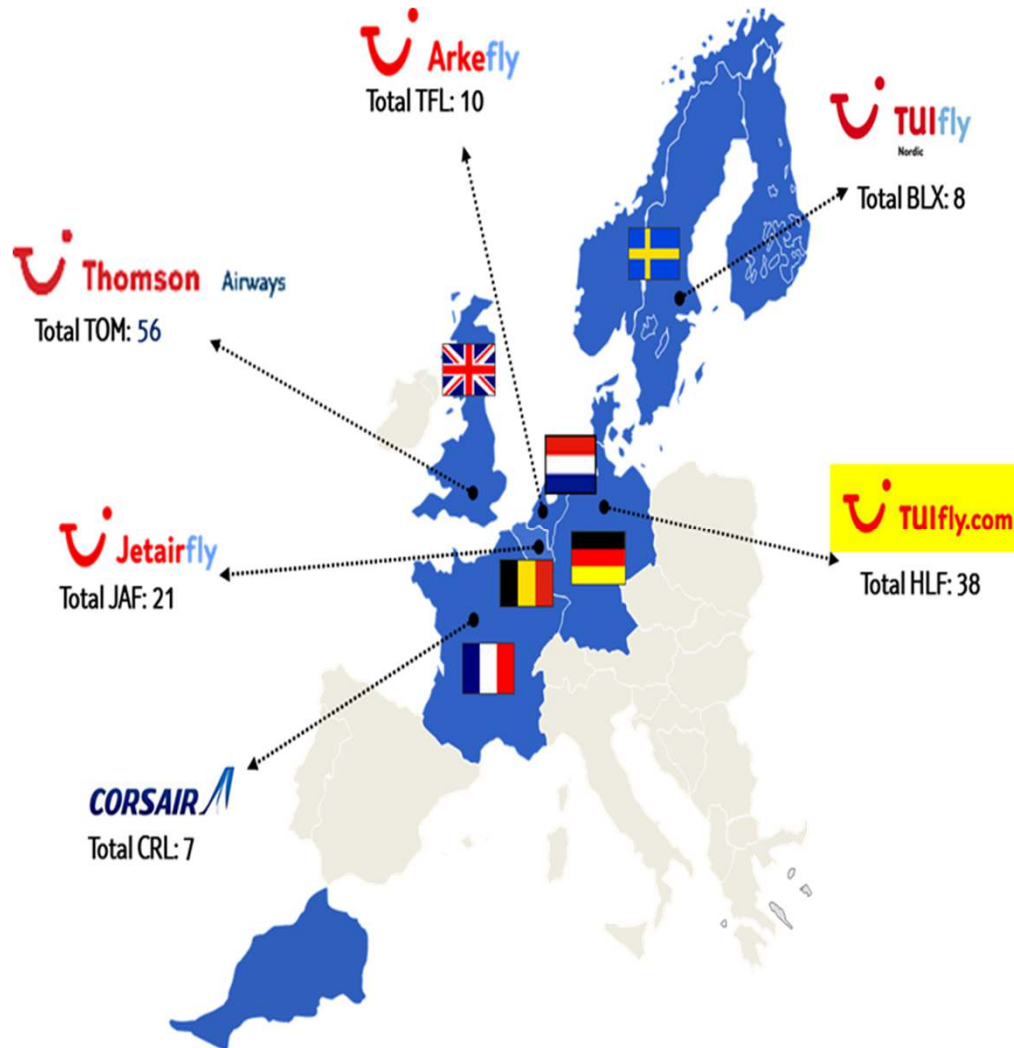 Arkefly
Total TFL: 10
TUIfly
Nordic
Total BLX: 8
Thomson Airways
Total TOM: 56
TUIfly.com
Total HLF: 38
Jetairfly
Total JAF: 21
CORSAIR
Total CRL: 7